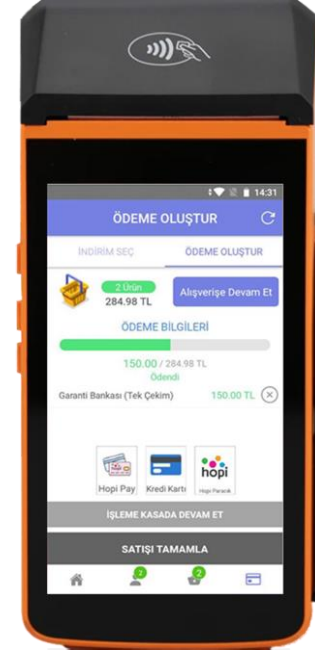 14:31
ÖDEME OLUŞTUR
İNDİRİM SEÇ
ÖDEME OLUŞTUR
2 Ürün
284.98 TL
Alışverişe Devam Et
ÖDEME BİLGİLERİ
150.00 / 284.98 TL
Ödendi
Garanti Bankası (Tek Çekim)
150.00 TL
hopi
Hopi Pay
Kredi Kartı
Hopi Paracık
İŞLEME KASADA DEVAM ET
SATIŞI TAMAMLA
2
2